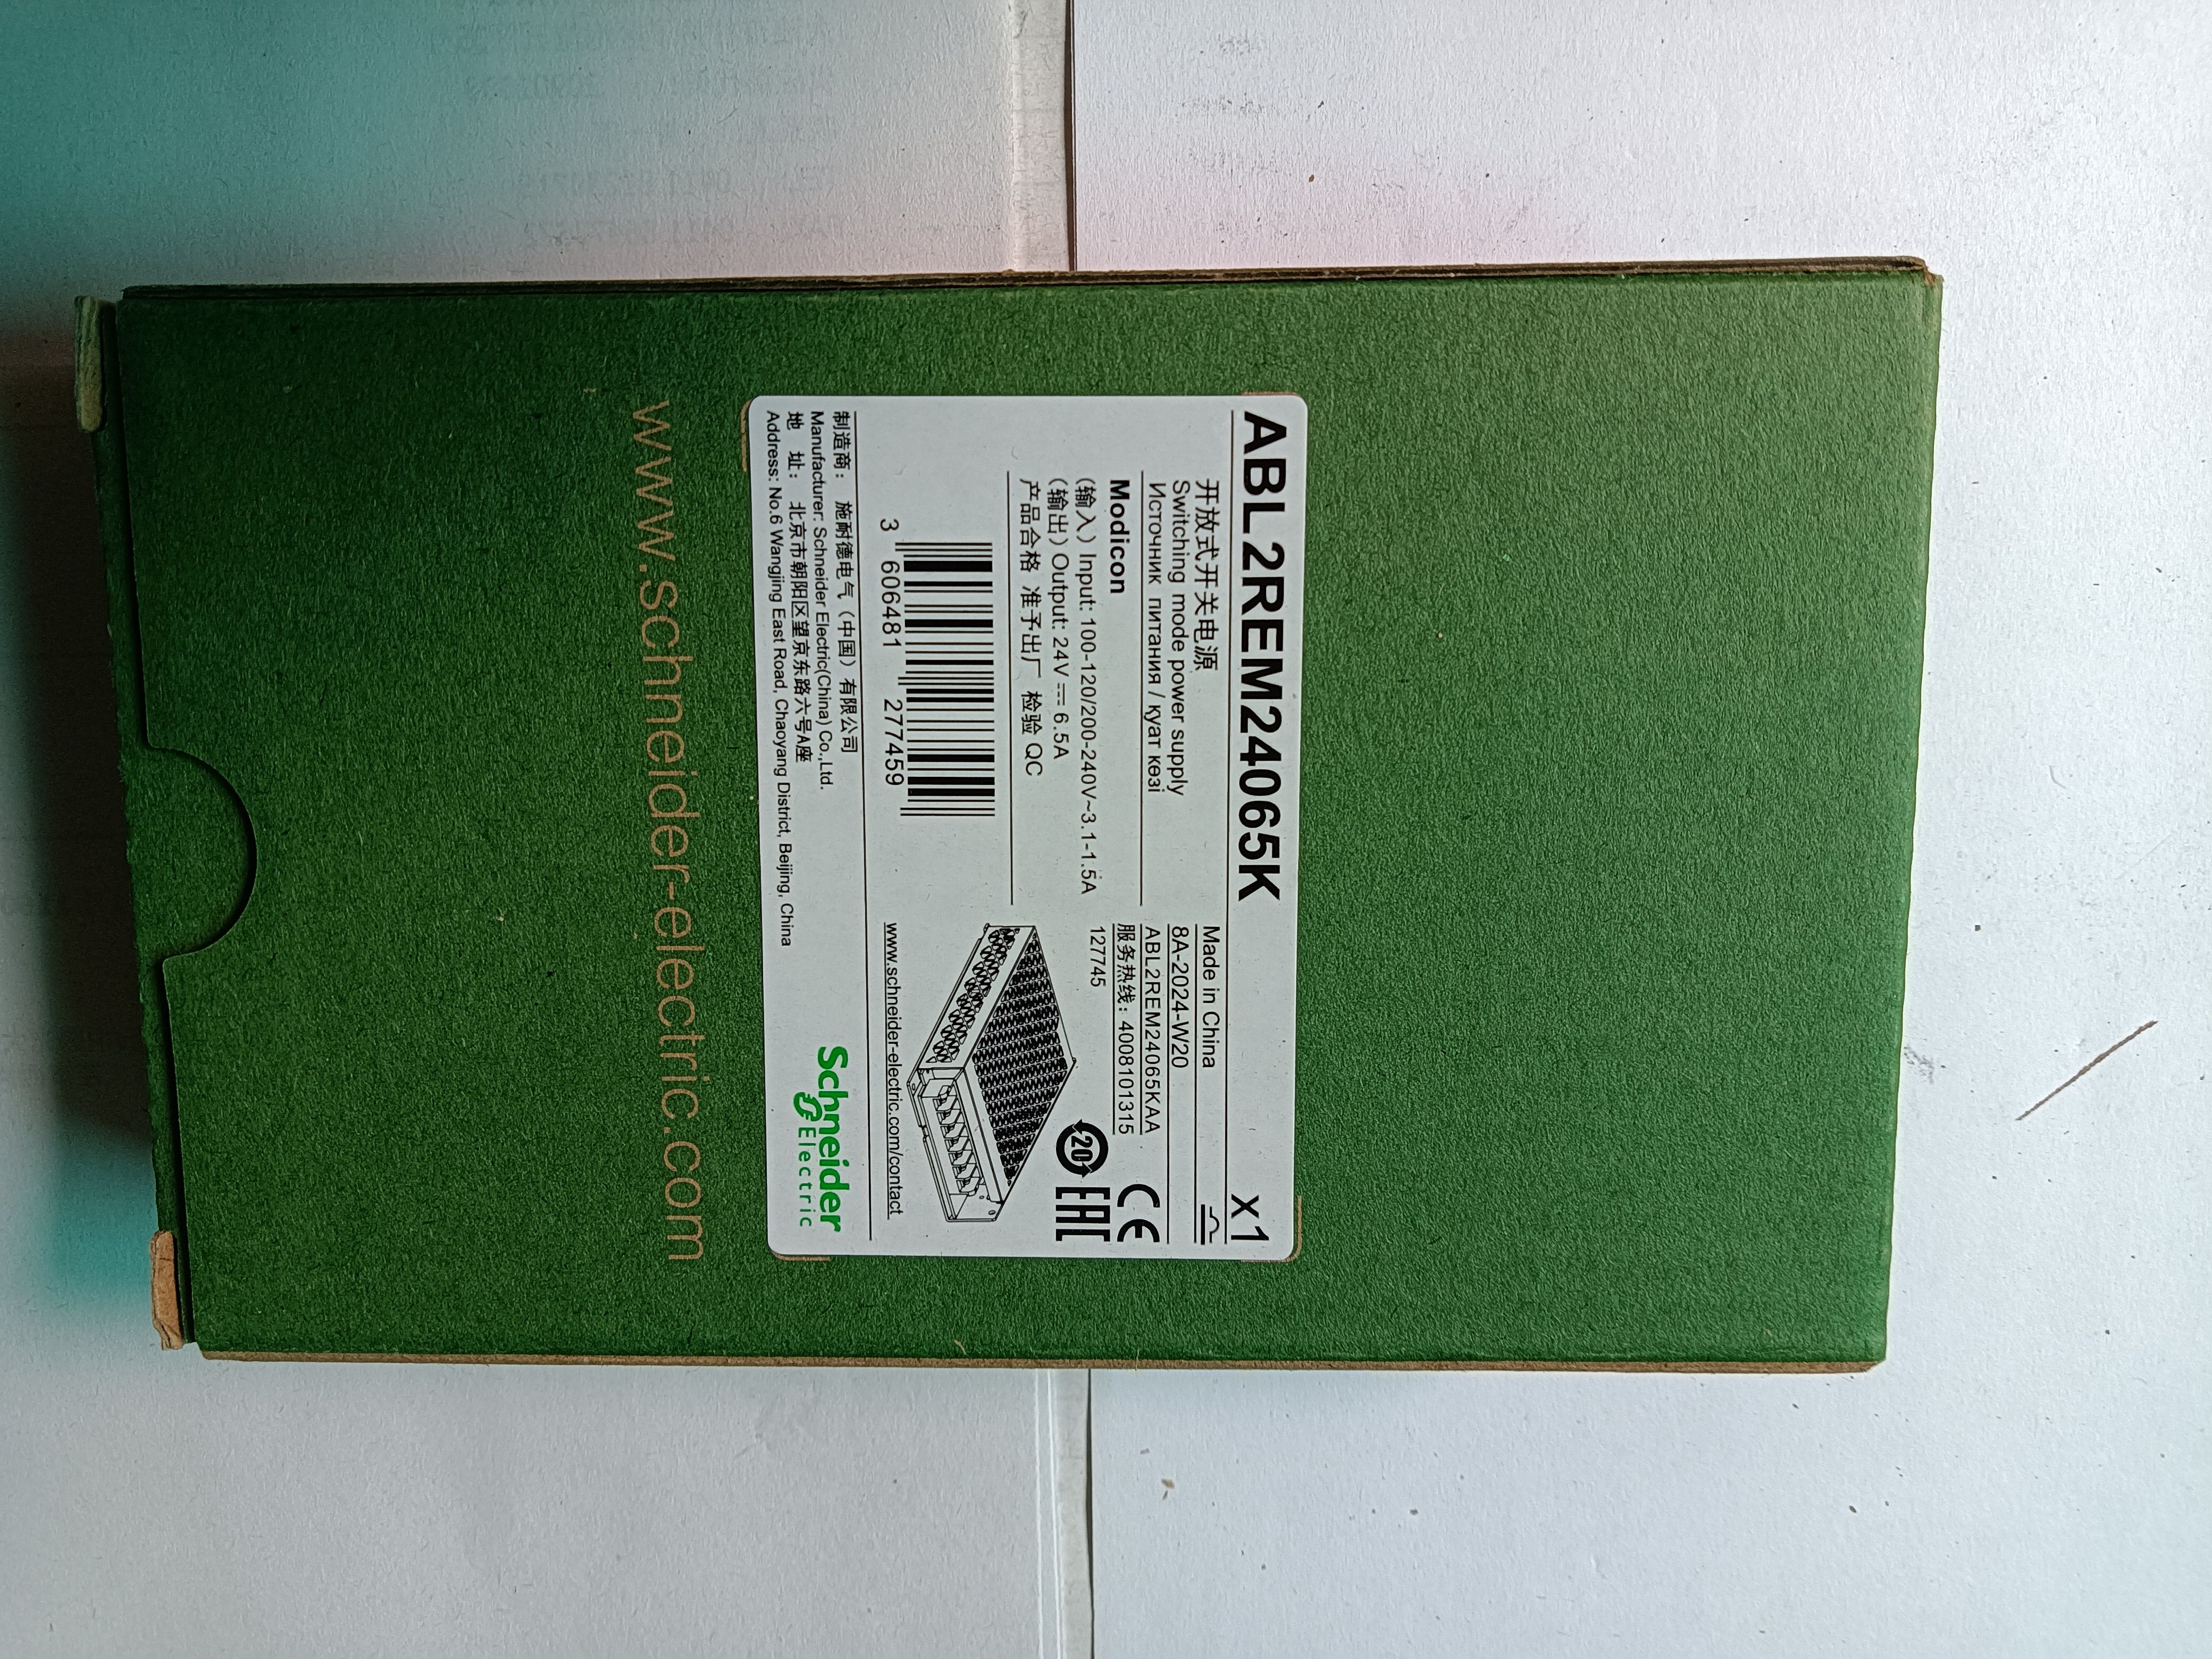 ABL2REM24065K
x1
开放式开关电源
Switching mode power supply
Источник питания / қуат көзі
Modicon
(输入) Input: 100-120/200-240V~3.1-1.5A
(输出) Output: 24V⎓6.5A
产品合格 准予出厂 检验 QC
3 606481 277459
Made in China
8A-2024-W20
ABL2REM24065KAA
服务热线: 4008101315
127745
CE
20
EAC
www.schneider-electric.com/contact
制造商: 施耐德电气(中国)有限公司
Manufacturer: Schneider Electric(China) Co.,Ltd.
地 址: 北京市朝阳区望京东路六号A座
Address: No.6 Wangjing East Road, Chaoyang District, Beijing, China
Schneider
Electric
www.schneider-electric.com